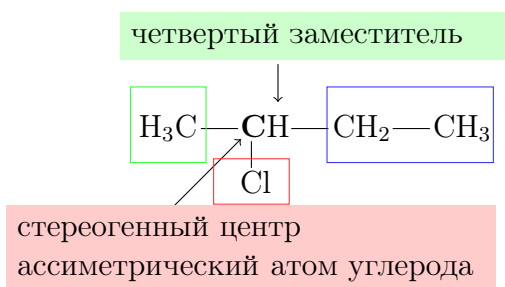 четвертый заместитель
H₃C—CH—CH₂—CH₃
Cl
стереогенный центр
ассиметрический атом углерода